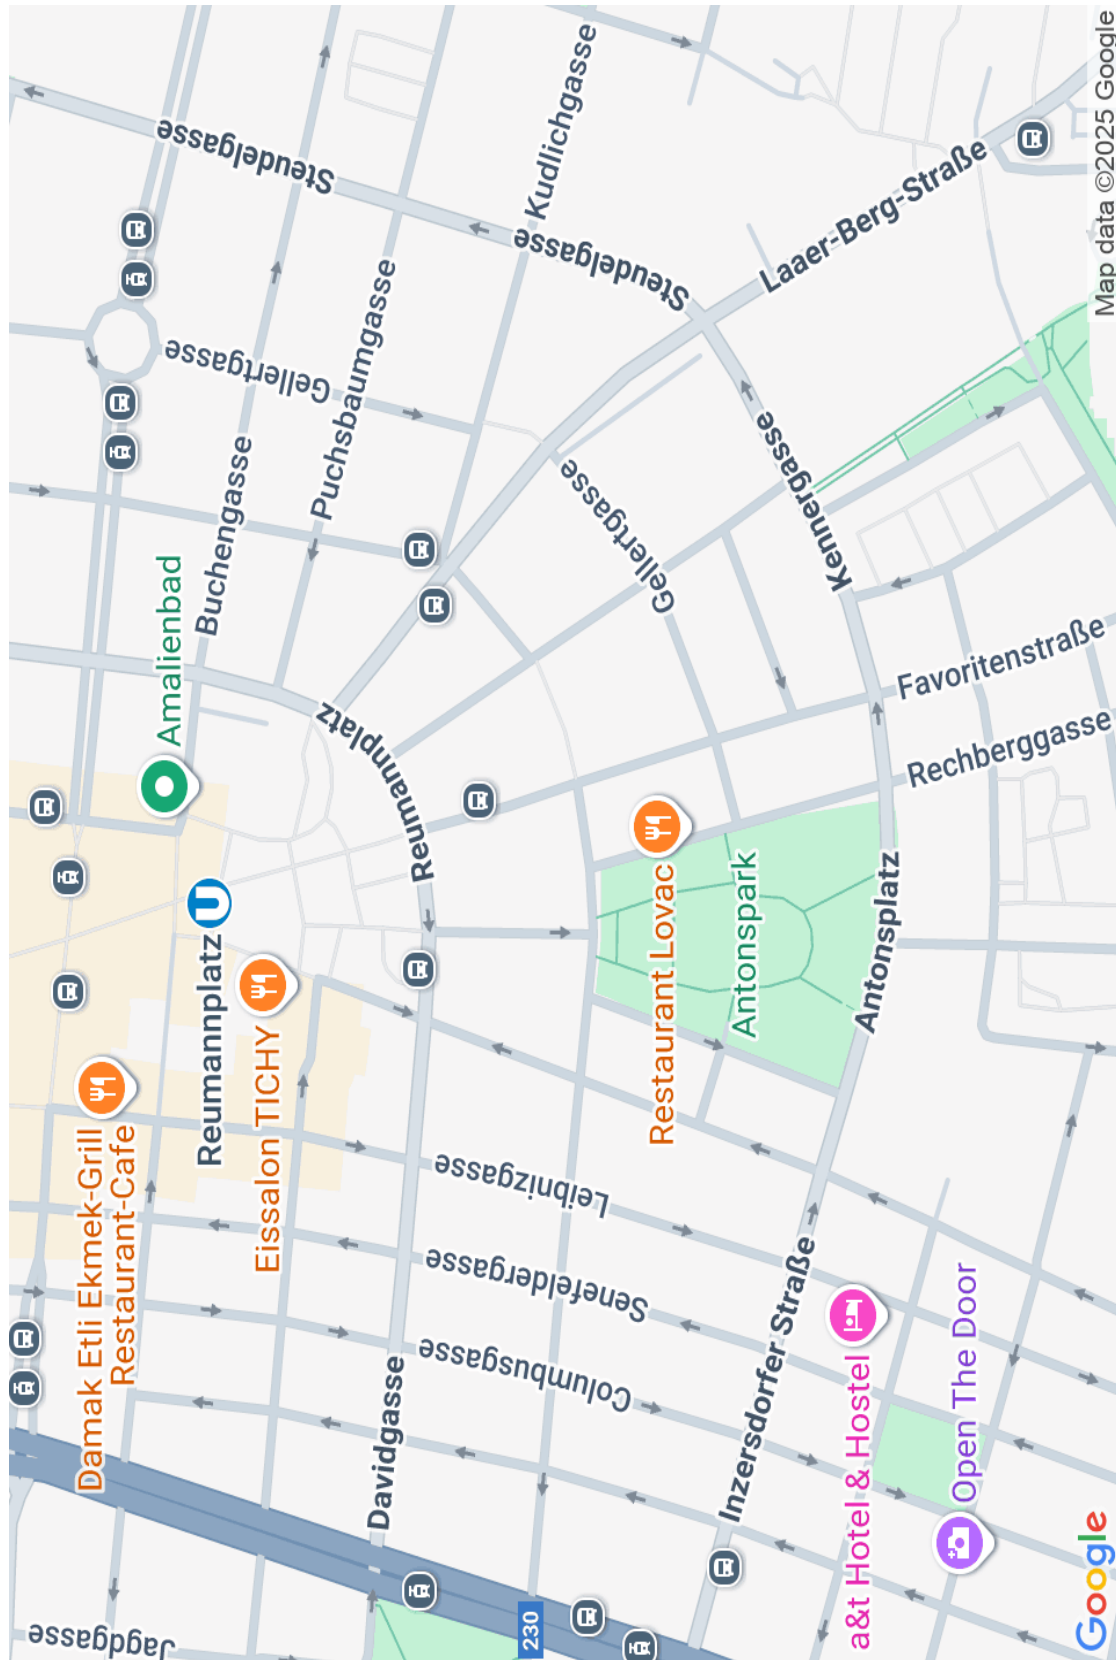 Jagdgasse
230
Damak Etli Ekmek-Grill
Restaurant-Cafe
Reumannplatz
Eissalon TICHY
Davidgasse
Columbusgasse
Senefeldergasse
Leibnizgasse
Inzersdorfer Straße
a&t Hotel & Hostel
Open The Door
Google
Amalienbad
Reumannplatz
Restaurant Lovac
Antonspark
Antonsplatz
Buchengasse
Puchsbaumgasse
Gellertgasse
Gellertgasse
Kennergasse
Favoritenstraße
Rechberggasse
Steudelgasse
Steudelgasse
Kudlichgasse
Laaer-Berg-Straße
Map data ©2025 Google